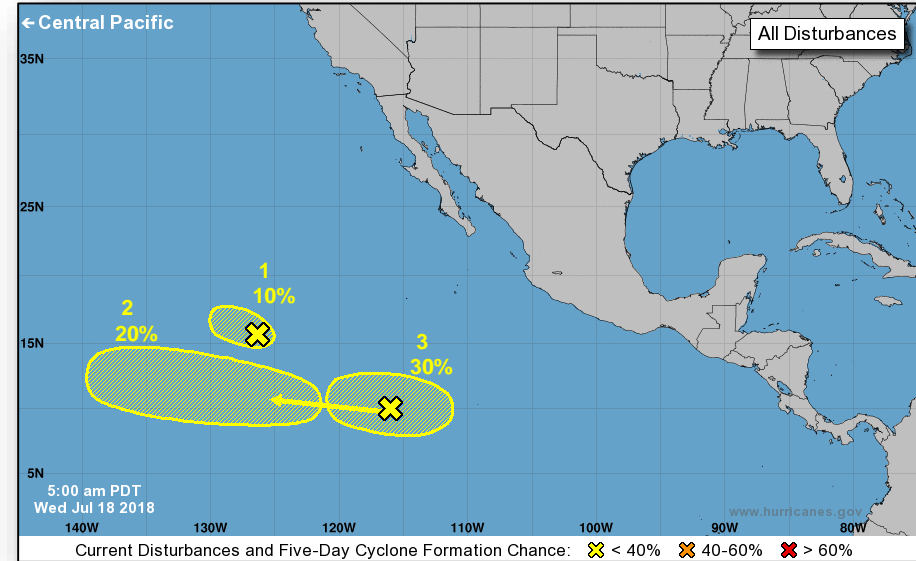 ← Central Pacific
All Disturbances
35N
25N
1
10%
2
20%
3
30%
15N
5N
5:00 am PDT
Wed Jul 18 2018
www.hurricanes.gov
140W 130W 120W 110W 100W 90W 80W
Current Disturbances and Five-Day Cyclone Formation Chance: < 40% 40-60% > 60%